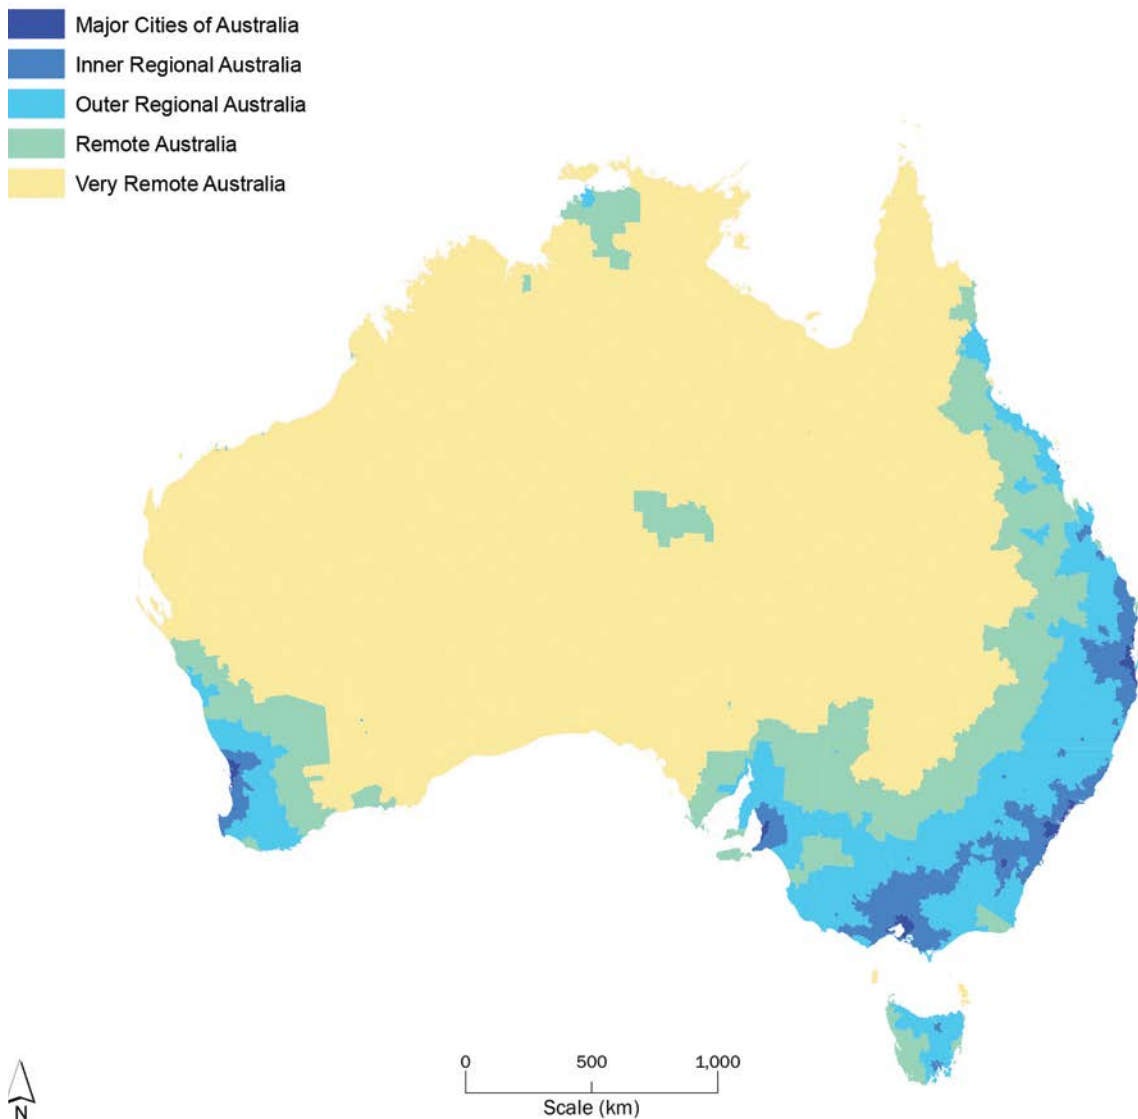 Major Cities of Australia
Inner Regional Australia
Outer Regional Australia
Remote Australia
Very Remote Australia
0 500 1,000
Scale (km)
N